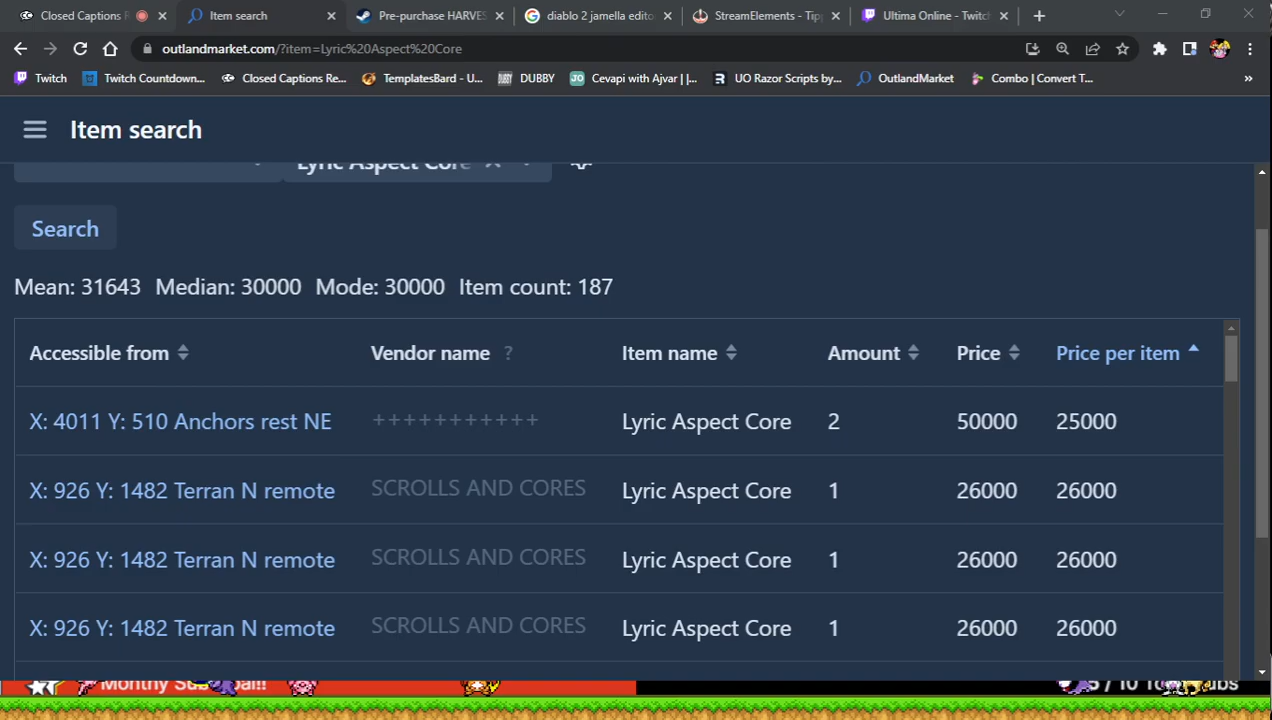 Closed Captions R
Item search
Pre-purchase HARVES
diablo 2 jamella edito
StreamElements - Tip
Ultima Online - Twitch
outlandmarket.com/?item=Lyric%20Aspect%20Core
Twitch
Twitch Countdown...
Closed Captions Re...
TemplatesBard - U...
DUBBY
Cevapi with Ajvar | |...
UO Razor Scripts by...
OutlandMarket
Combo | Convert T...
Item search
Lyric Aspect Core
Search
Mean: 31643 Median: 30000 Mode: 30000 Item count: 187
Accessible from Vendor name ? Item name Amount Price Price per item
X: 4011 Y: 510 Anchors rest NE +++++++++++ Lyric Aspect Core 2 50000 25000
X: 926 Y: 1482 Terran N remote SCROLLS AND CORES Lyric Aspect Core 1 26000 26000
X: 926 Y: 1482 Terran N remote SCROLLS AND CORES Lyric Aspect Core 1 26000 26000
X: 926 Y: 1482 Terran N remote SCROLLS AND CORES Lyric Aspect Core 1 26000 26000
5 / 10